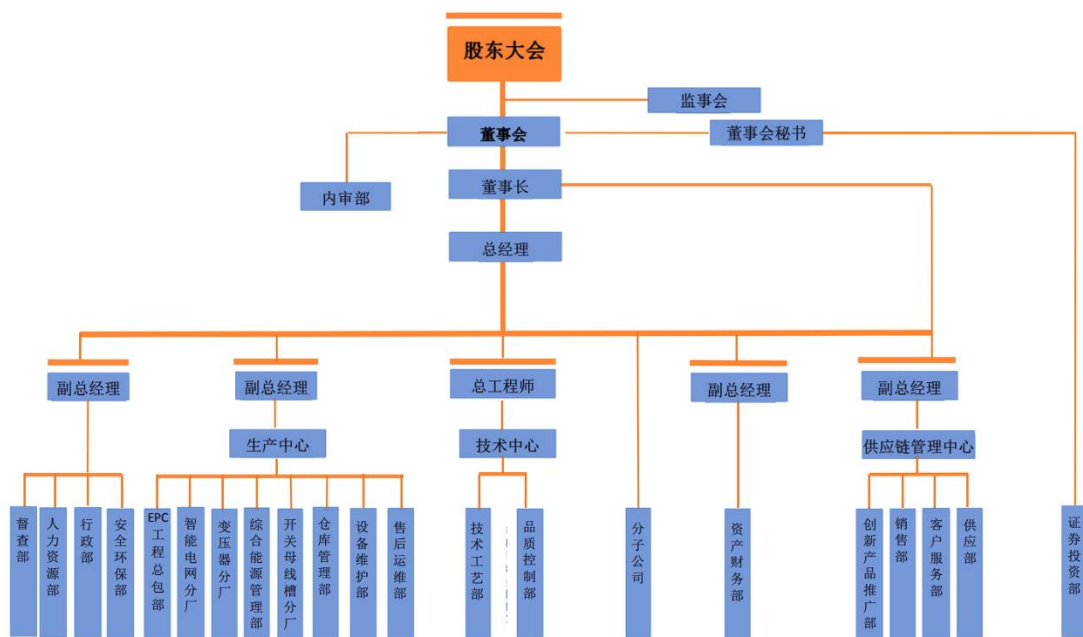 股东大会
监事会
董事会
董事会秘书
内审部
董事长
总经理
副总经理
副总经理
总工程师
副总经理
副总经理
生产中心
技术中心
供应链管理中心
督查部
人力资源部
行政部
安全环保部
EPC工程总包部
智能电网分厂
变压器分厂
综合能源管理部
开关母线槽分厂
仓库管理部
设备维护部
售后运维部
技术工艺部
品质控制部
分子公司
资产财务部
创新产品推广部
销售部
客户服务部
供应部
证券投资部